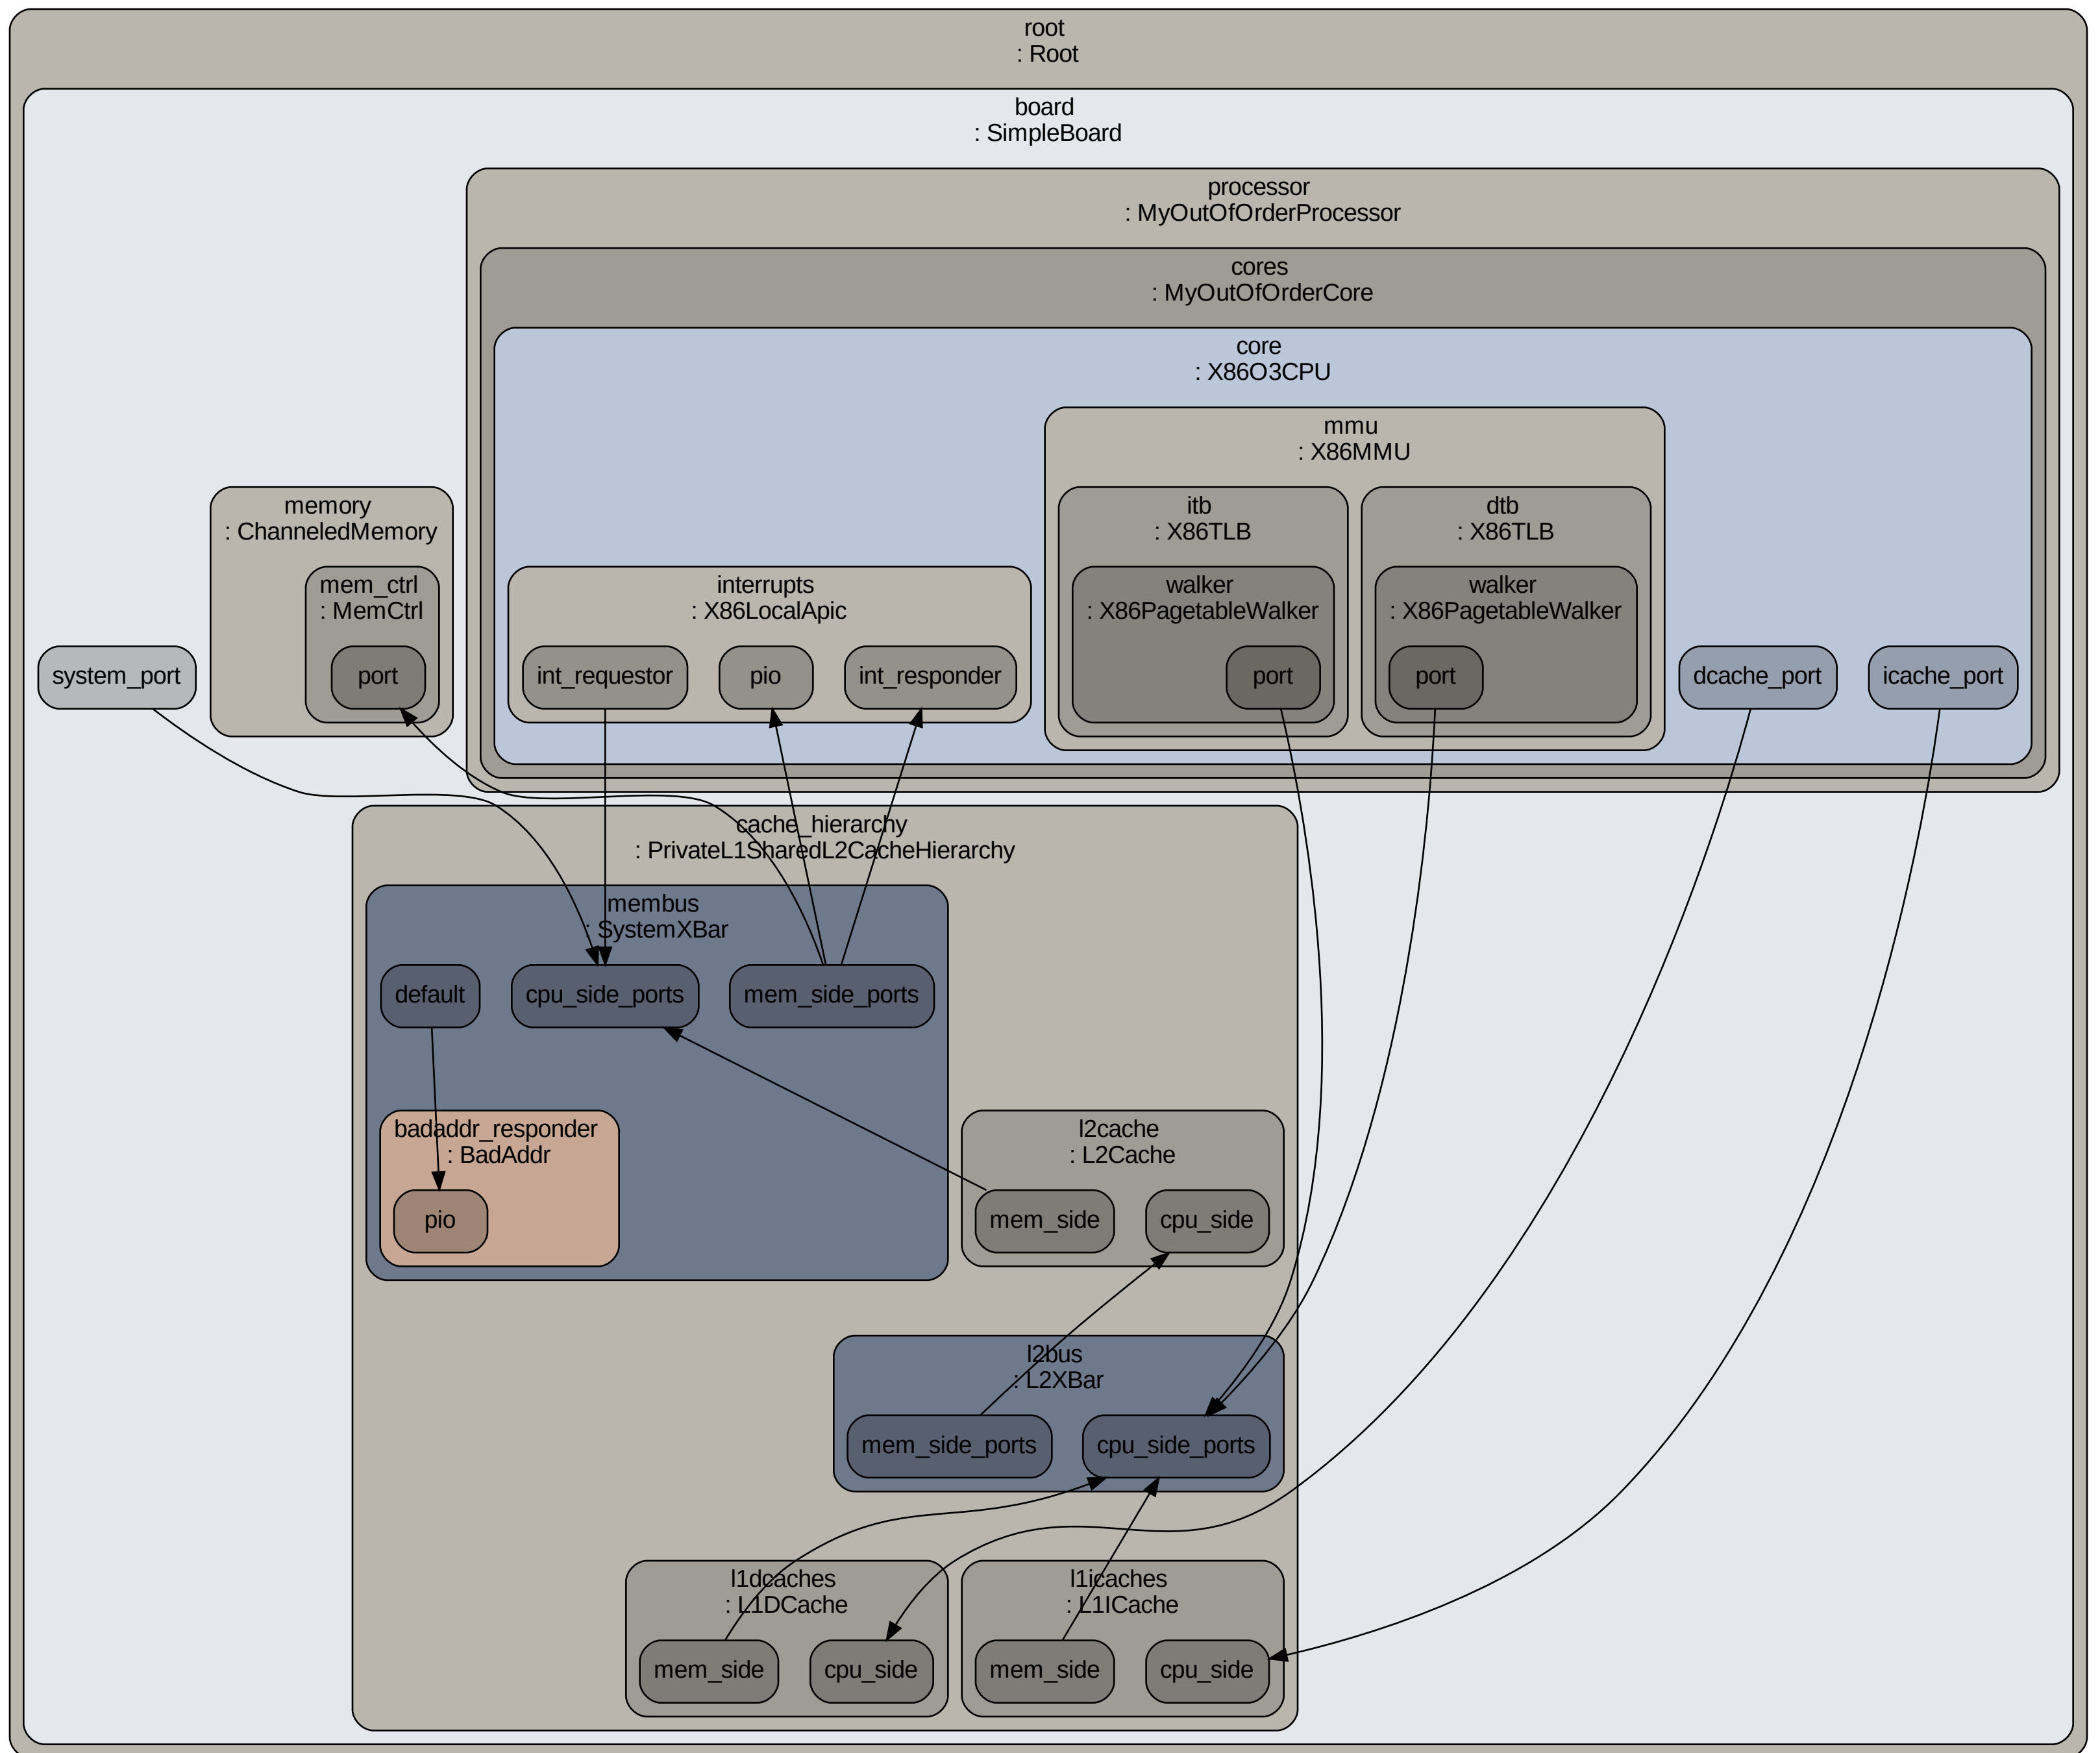 root
: Root
board
: SimpleBoard
processor
: MyOutOfOrderProcessor
cores
: MyOutOfOrderCore
core
: X86O3CPU
mmu
: X86MMU
memory
: ChanneledMemory
itb
: X86TLB
dtb
: X86TLB
mem_ctrl
: MemCtrl
interrupts
: X86LocalApic
walker
: X86PagetableWalker
walker
: X86PagetableWalker
system_port
port
int_requestor
pio
int_responder
port
port
dcache_port
icache_port
cache_hierarchy
: PrivateL1SharedL2CacheHierarchy
membus
: SystemXBar
default
cpu_side_ports
mem_side_ports
badaddr_responder
: BadAddr
l2cache
: L2Cache
pio
mem_side
cpu_side
l2bus
: L2XBar
mem_side_ports
cpu_side_ports
l1dcaches
: L1DCache
l1icaches
: L1ICache
mem_side
cpu_side
mem_side
cpu_side